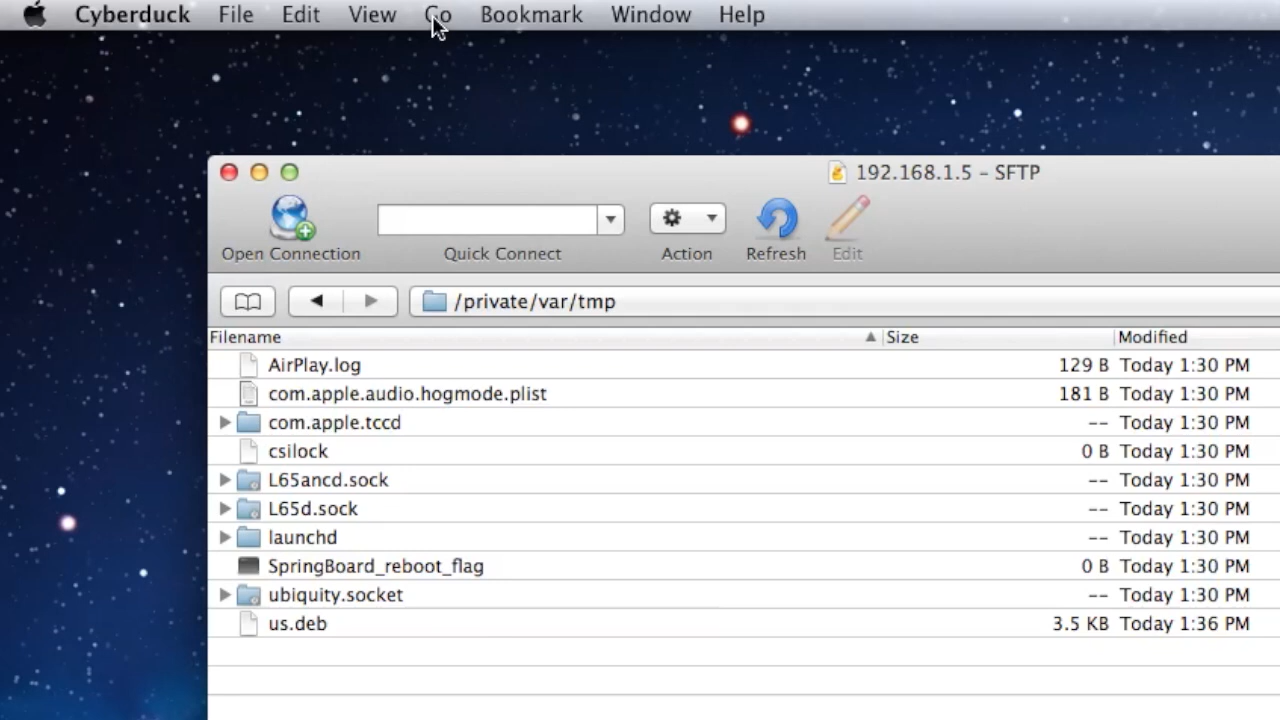 Cyberduck File Edit View Go Bookmark Window Help
192.168.1.5 – SFTP
Open Connection Quick Connect Action Refresh Edit
/private/var/tmp
Filename Size Modified
AirPlay.log 129 B Today 1:30 PM
com.apple.audio.hogmode.plist 181 B Today 1:30 PM
com.apple.tccd -- Today 1:30 PM
csilock 0 B Today 1:30 PM
L65ancd.sock -- Today 1:30 PM
L65d.sock -- Today 1:30 PM
launchd -- Today 1:30 PM
SpringBoard_reboot_flag 0 B Today 1:30 PM
ubiquity.socket -- Today 1:30 PM
us.deb 3.5 KB Today 1:36 PM